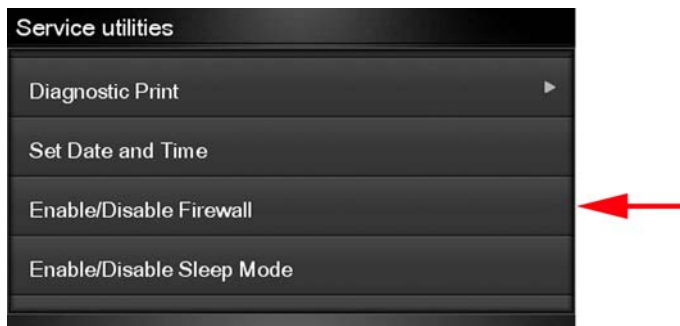 Service utilities
Diagnostic Print
Set Date and Time
Enable/Disable Firewall
Enable/Disable Sleep Mode